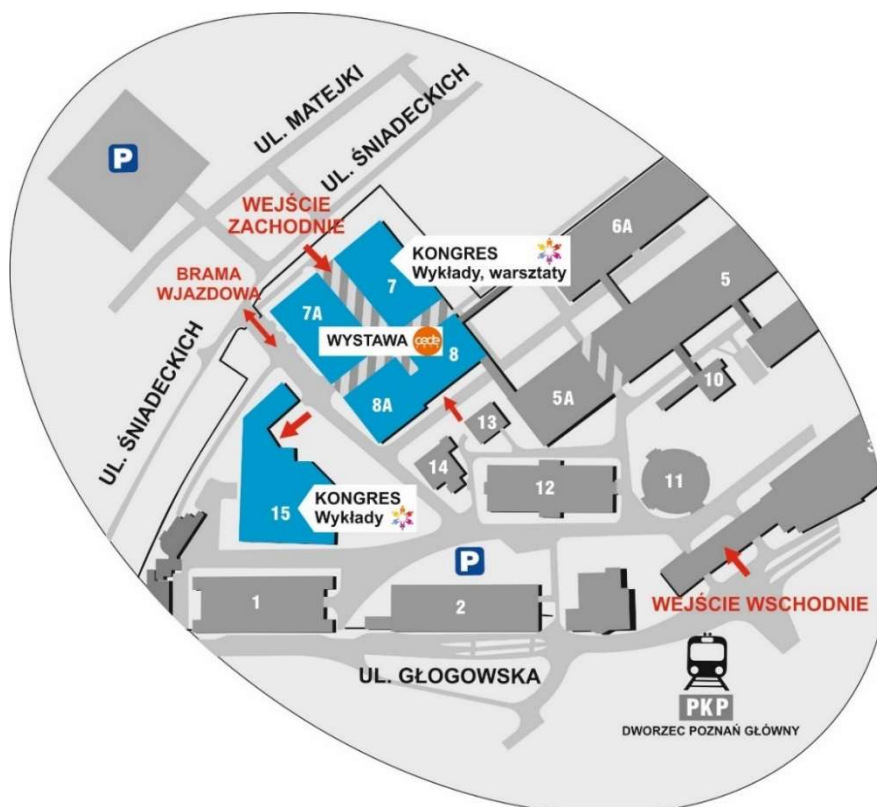 UL. MATEJKI
UL. ŚNIADECKICH
P
WEJŚCIE
ZACHODNIE
6A
KONGRES
Wykłady, warsztaty
7
5
BRAMA
WJAZDOWA
7A
WYSTAWA
cede
8
10
8A
5A
UL. ŚNIADECKICH
13
14
12
11
KONGRES
Wykłady
15
P
1
2
WEJŚCIE WSCHODNIE
UL. GŁOGOWSKA
PKP
DWORZEC POZNAŃ GŁÓWNY